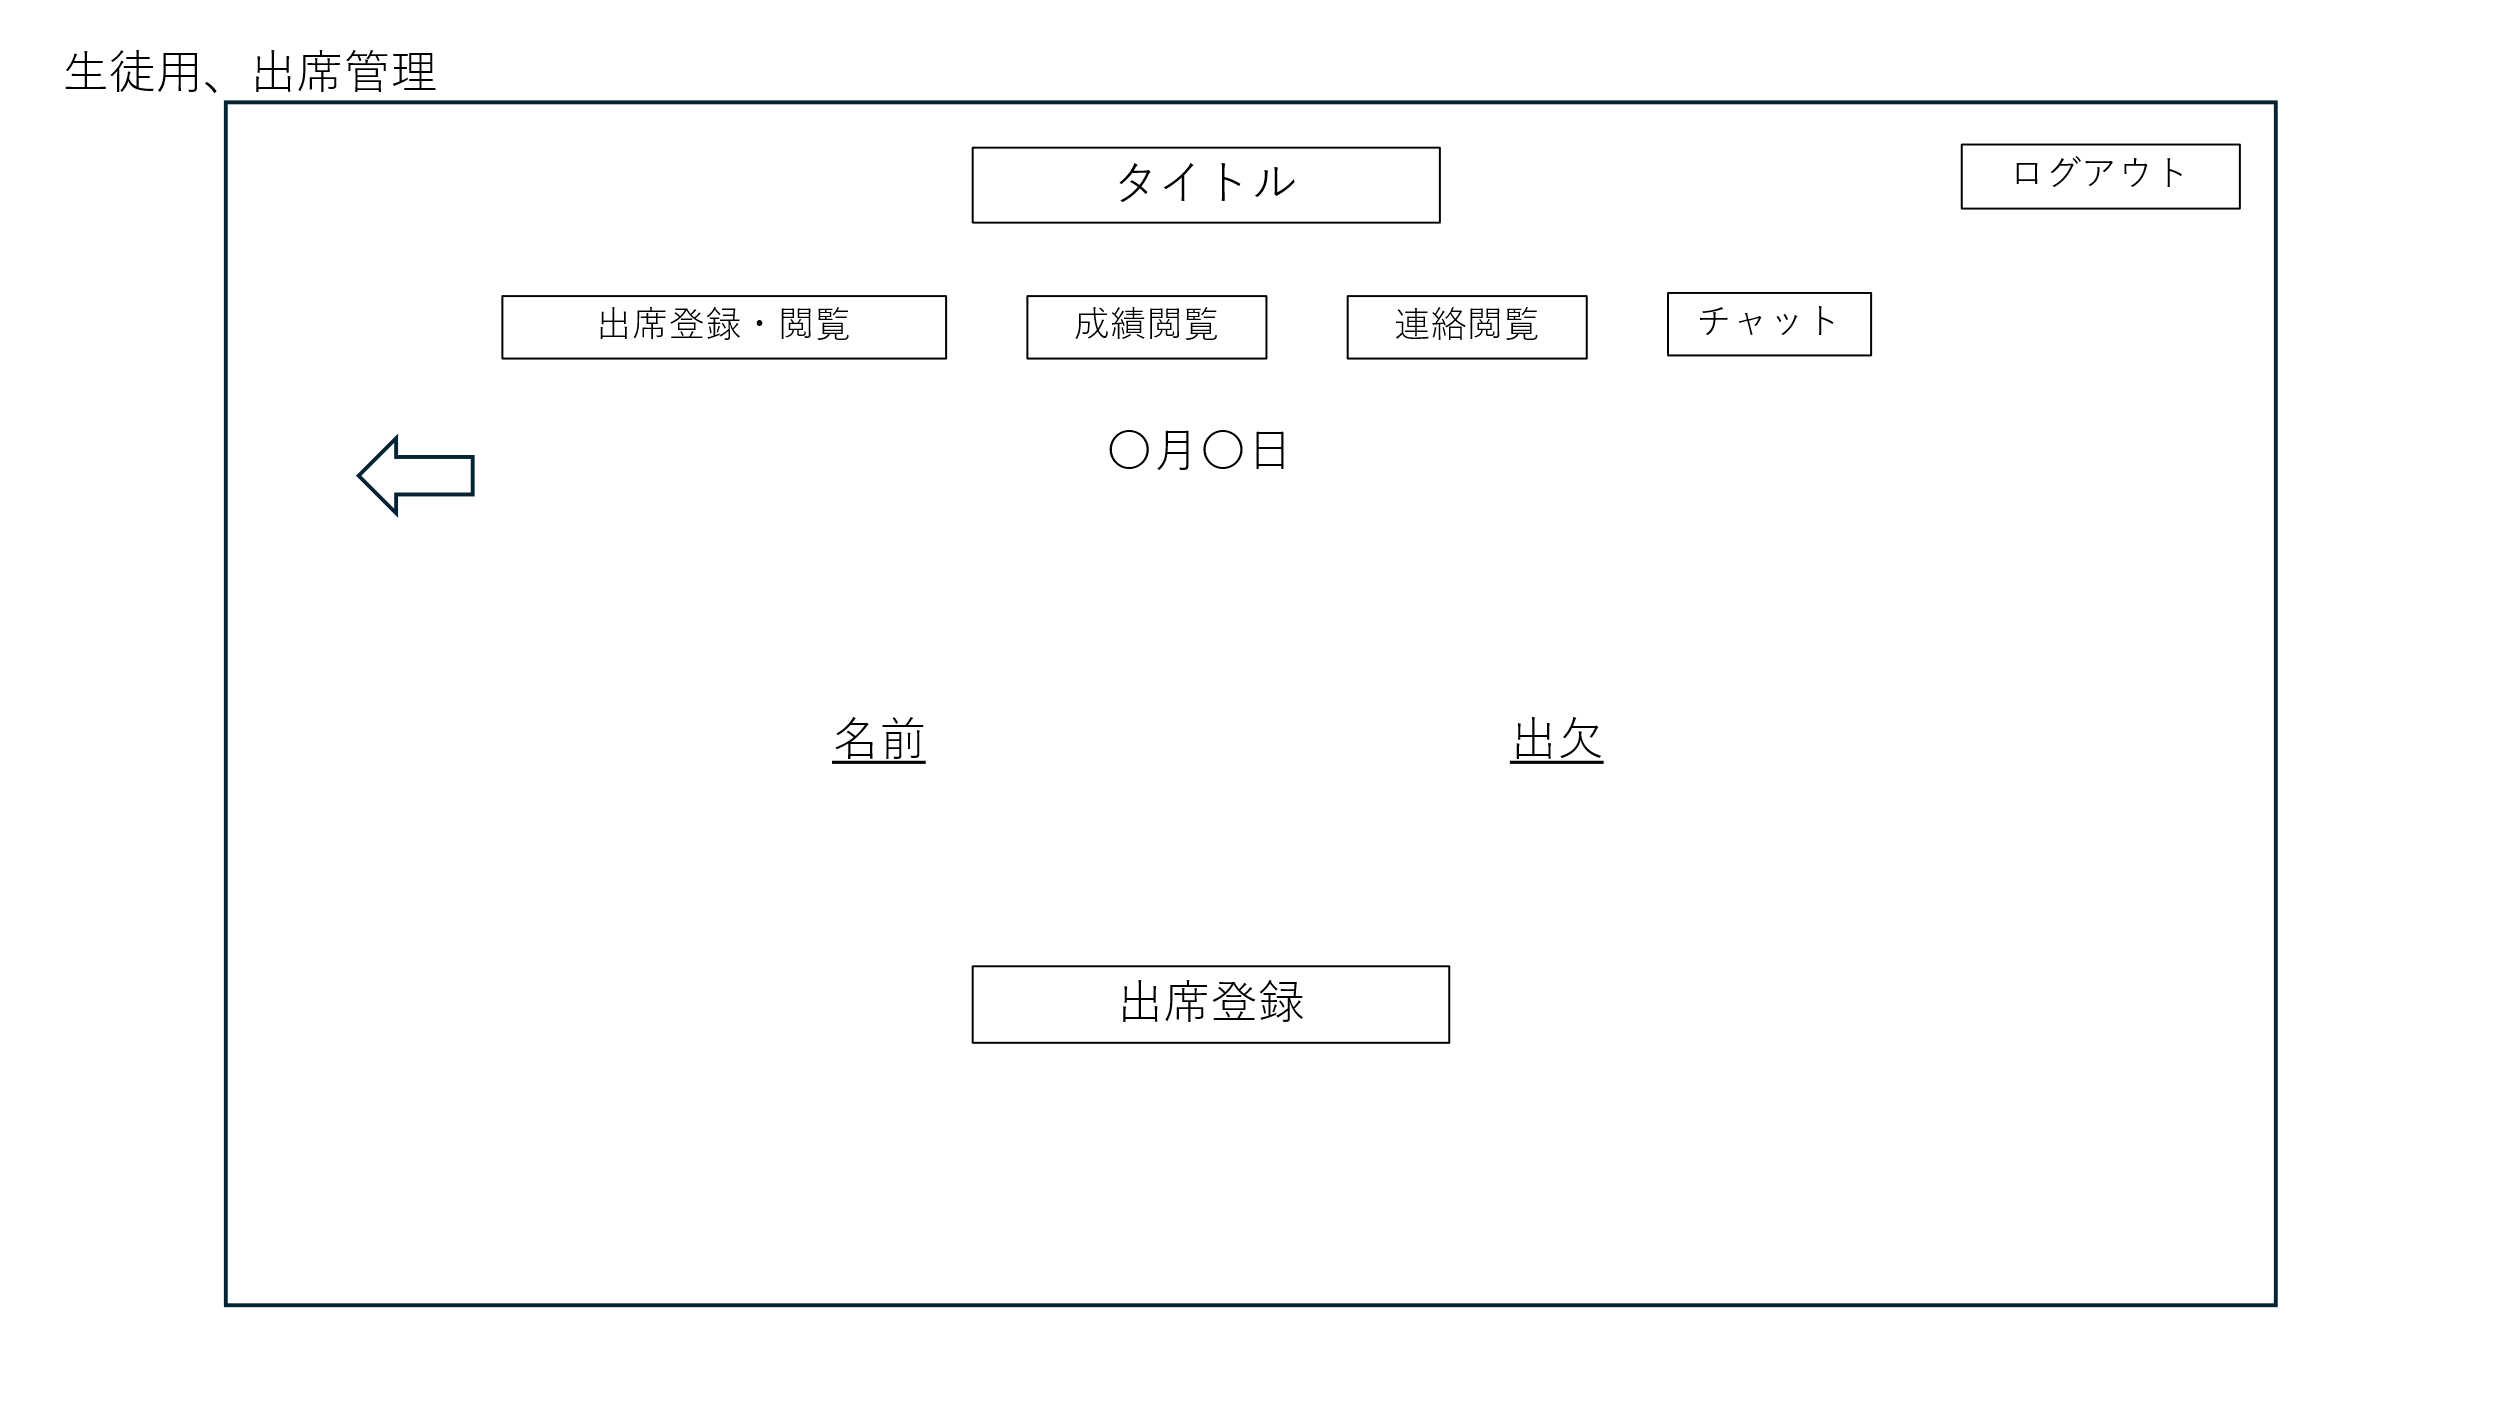 生徒用、出席管理
タイトル
ログアウト
出席登録・閲覧
成績閲覧
連絡閲覧
チャット
〇月〇日
名前
出欠
出席登録